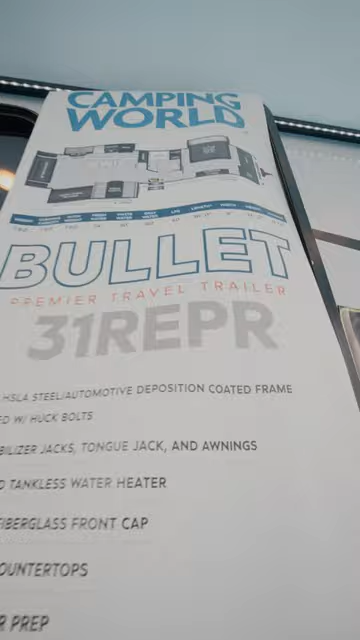 CAMPING
WORLD
BULLET
PREMIER TRAVEL TRAILER
31REPR
HSLA STEEL/AUTOMOTIVE DEPOSITION COATED FRAME
ED W/ HUCK BOLTS
BILIZER JACKS, TONGUE JACK, AND AWNINGS
D TANKLESS WATER HEATER
FIBERGLASS FRONT CAP
OUNTERTOPS
R PREP